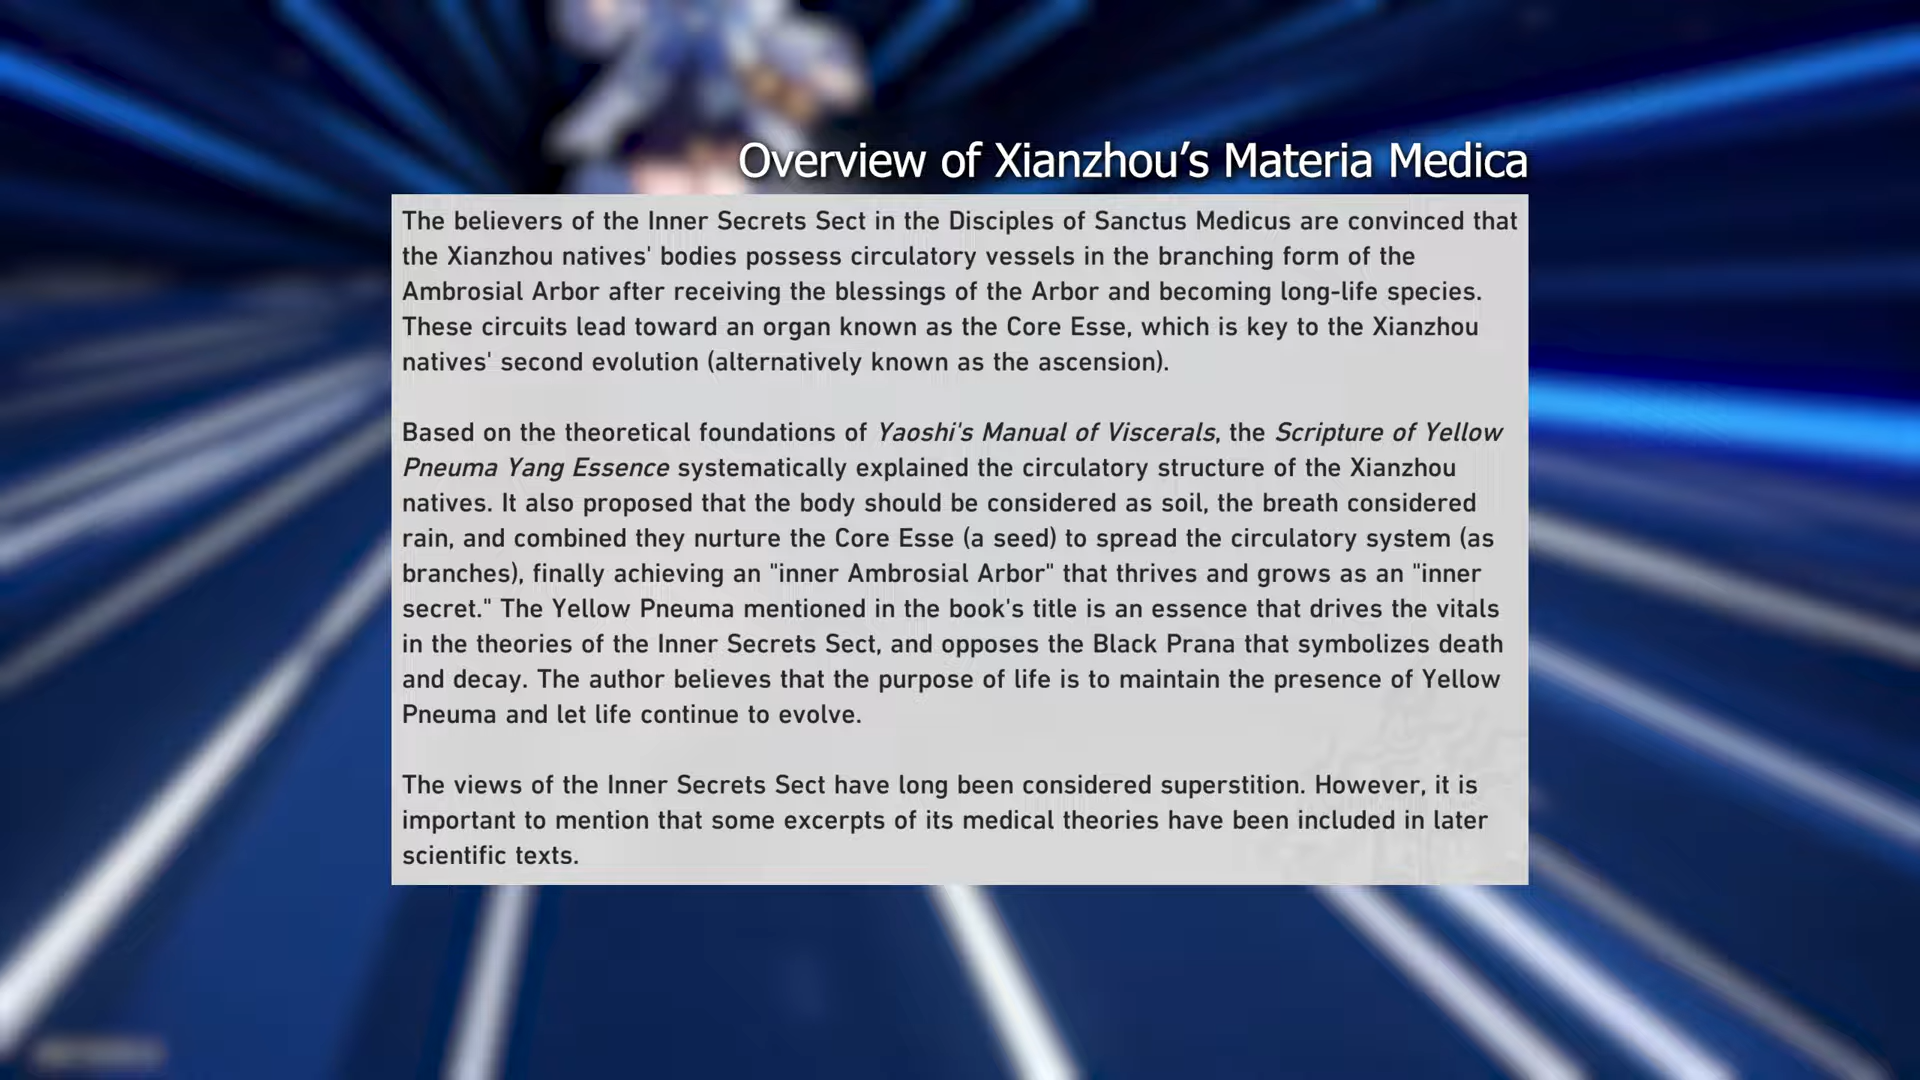 Overview of Xianzhou’s Materia Medica
The believers of the Inner Secrets Sect in the Disciples of Sanctus Medicus are convinced that
the Xianzhou natives' bodies possess circulatory vessels in the branching form of the
Ambrosial Arbor after receiving the blessings of the Arbor and becoming long-life species.
These circuits lead toward an organ known as the Core Esse, which is key to the Xianzhou
natives' second evolution (alternatively known as the ascension).
Based on the theoretical foundations of Yaoshi's Manual of Viscerals, the Scripture of Yellow
Pneuma Yang Essence systematically explained the circulatory structure of the Xianzhou
natives. It also proposed that the body should be considered as soil, the breath considered
rain, and combined they nurture the Core Esse (a seed) to spread the circulatory system (as
branches), finally achieving an "inner Ambrosial Arbor" that thrives and grows as an "inner
secret." The Yellow Pneuma mentioned in the book's title is an essence that drives the vitals
in the theories of the Inner Secrets Sect, and opposes the Black Prana that symbolizes death
and decay. The author believes that the purpose of life is to maintain the presence of Yellow
Pneuma and let life continue to evolve.
The views of the Inner Secrets Sect have long been considered superstition. However, it is
important to mention that some excerpts of its medical theories have been included in later
scientific texts.